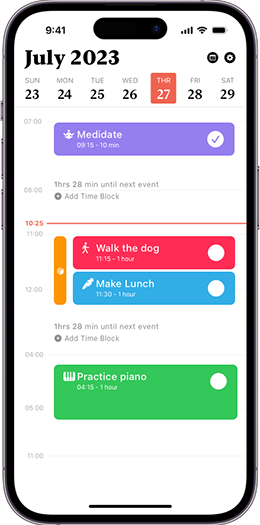 9:41
July 2023
SUN MON TUE WED THR FRI SAT
23 24 25 26 27 28 29
07:00
Medidate
09:15 - 10 min
08:00
1hrs 28 min until next event
Add Time Block
10:25
11:00
Walk the dog
11:15 - 1 hour
Make Lunch
11:30 - 1 hour
12:00
1hrs 28 min until next event
Add Time Block
04:00
Practice piano
04:15 - 1 hour
05:00
11:00